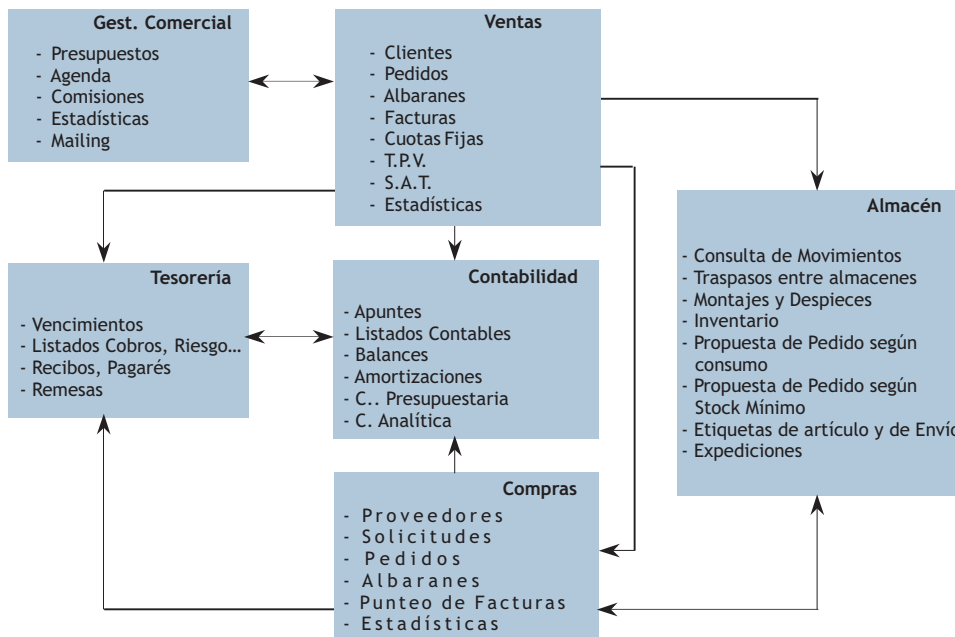 Gest. Comercial
- Presupuestos
- Agenda
- Comisiones
- Estadísticas
- Mailing
Ventas
- Clientes
- Pedidos
- Albaranes
- Facturas
- Cuotas Fijas
- T.P.V.
- S.A.T.
- Estadísticas
Almacén
- Consulta de Movimientos
- Traspasos entre almacenes
- Montajes y Despieces
- Inventario
- Propuesta de Pedido según
consumo
- Propuesta de Pedido según
Stock Mínimo
- Etiquetas de artículo y de Envío
- Expediciones
Tesorería
- Vencimientos
- Listados Cobros, Riesgo...
- Recibos, Pagarés
- Remesas
Contabilidad
- Apuntes
- Listados Contables
- Balances
- Amortizaciones
- C.. Presupuestaria
- C. Analítica
Compras
- Proveedores
- Solicitudes
- Pedidos
- Albaranes
- Punteo de Facturas
- Estadísticas